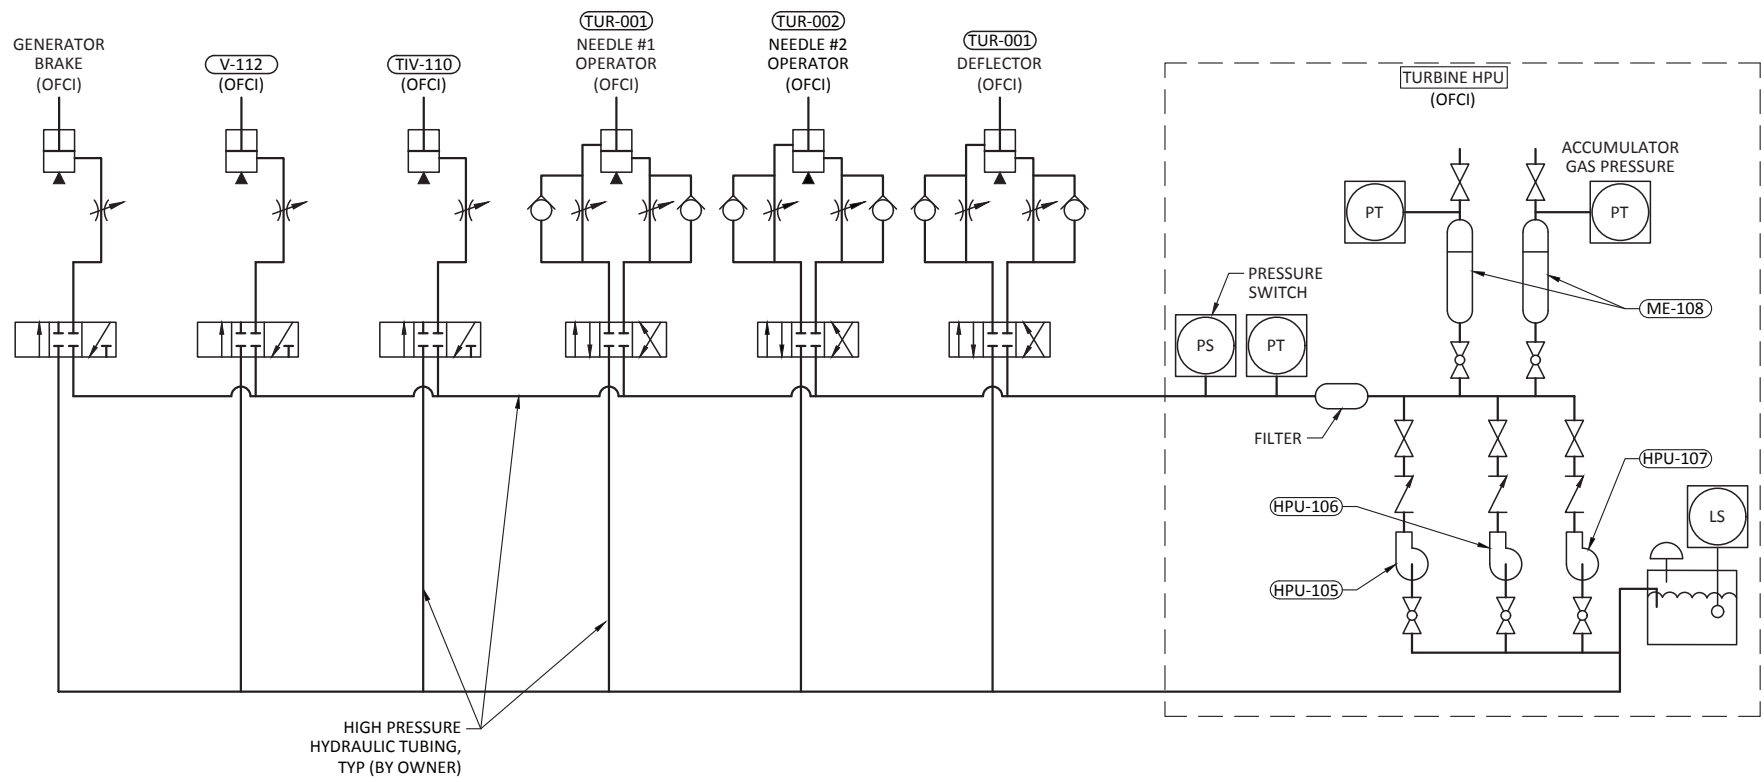 GENERATOR
BRAKE
(OFCI)
V-112
(OFCI)
TIV-110
(OFCI)
TUR-001
NEEDLE #1
OPERATOR
(OFCI)
TUR-002
NEEDLE #2
OPERATOR
(OFCI)
TUR-001
DEFLECTOR
(OFCI)
TURBINE HPU
(OFCI)
ACCUMULATOR
GAS PRESSURE
PT
PT
PRESSURE
SWITCH
ME-108
PS
PT
FILTER
HPU-107
HPU-106
LS
HPU-105
HIGH PRESSURE
HYDRAULIC TUBING,
TYP (BY OWNER)